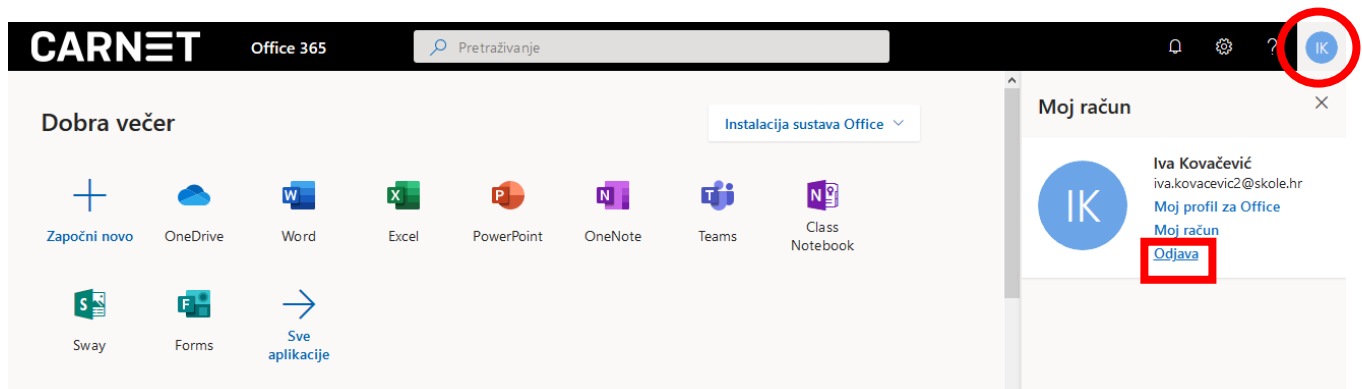 CARNET Office 365 Pretraživanje ? IK
Dobra večer
Instalacija sustava Office
Započni novo
OneDrive
Word
Excel
PowerPoint
OneNote
Teams
Class
Notebook
Sway
Forms
Sve
aplikacije
Moj račun
IK
Iva Kovačević
iva.kovacevic2@skole.hr
Moj profil za Office
Moj račun
Odjava